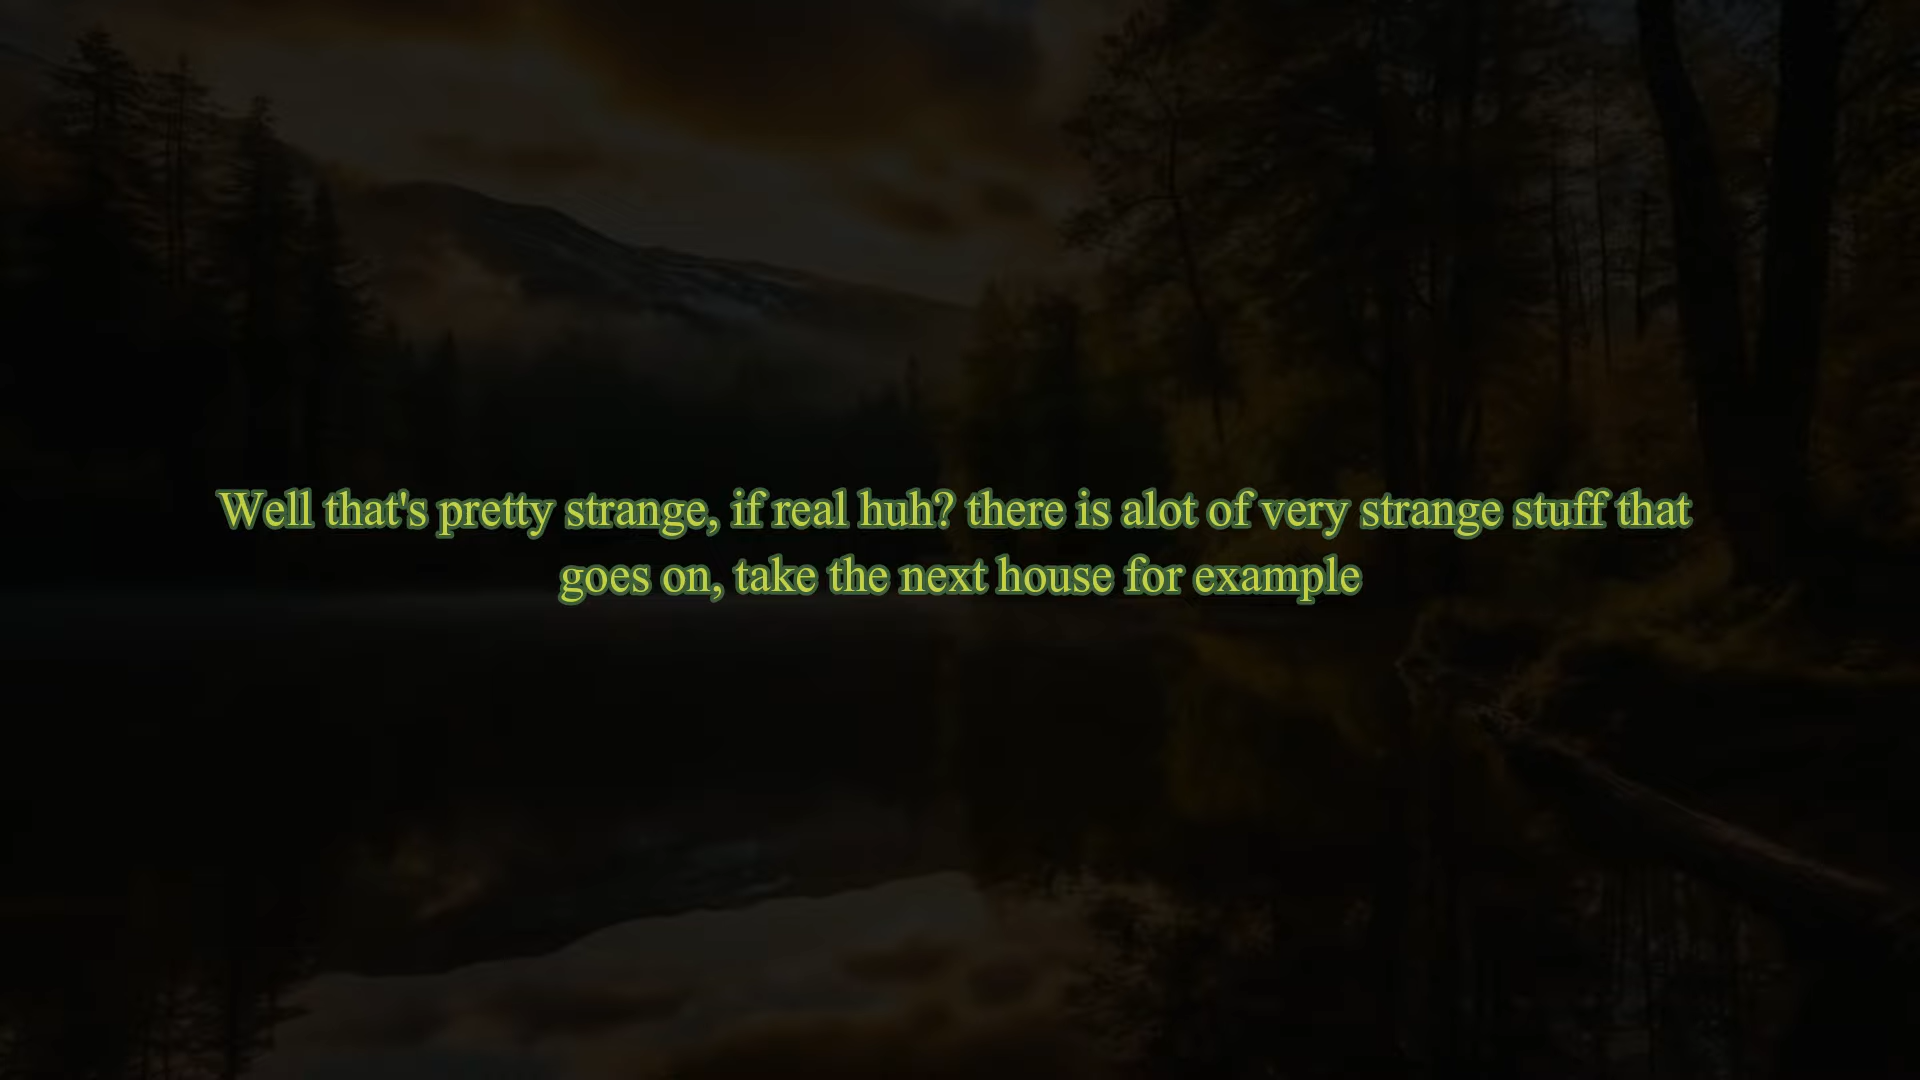 Well that's pretty strange, if real huh? there is alot of very strange stuff that
goes on, take the next house for example